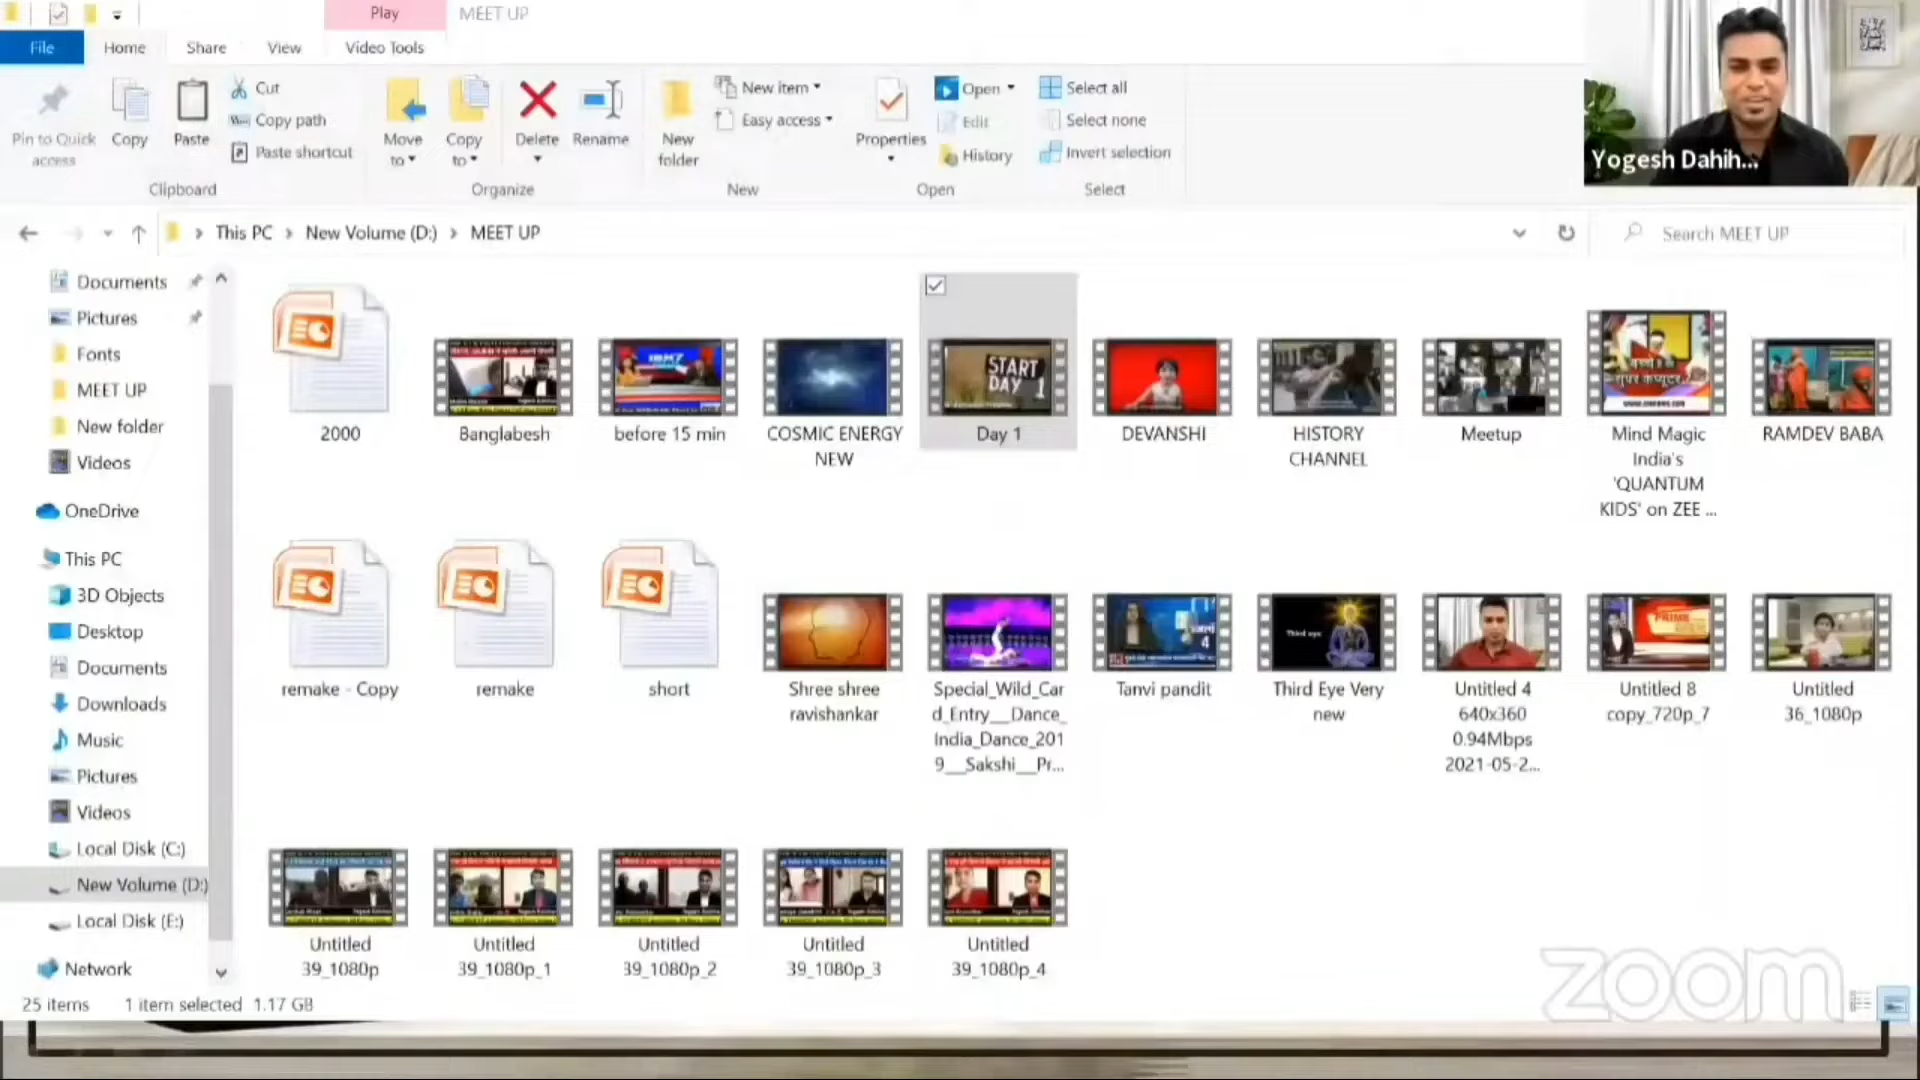 Play
MEET UP
File
Home
Share
View
Video Tools
Pin to Quick
access
Copy
Paste
Cut
Copy path
Paste shortcut
Move
to
Copy
to
Delete
Rename
New
folder
New item
Easy access
Properties
Open
Edit
History
Select all
Select none
Invert selection
Clipboard
Organize
New
Open
Select
Yogesh Dahih...
This PC > New Volume (D:) > MEET UP
Search MEET UP
Documents
Pictures
Fonts
MEET UP
New folder
Videos
OneDrive
This PC
3D Objects
Desktop
Documents
Downloads
Music
Pictures
Videos
Local Disk (C:)
New Volume (D:)
Local Disk (E:)
Network
START
DAY 1
2000
Banglabesh
before 15 min
COSMIC ENERGY
NEW
Day 1
DEVANSHI
HISTORY
CHANNEL
Meetup
Mind Magic
India's
'QUANTUM
KIDS' on ZEE ...
RAMDEV BABA
Third eye
remake - Copy
remake
short
Shree shree
ravishankar
Special_Wild_Car
d_Entry__Dance_
India_Dance_201
9__Sakshi__Pr...
Tanvi pandit
Third Eye Very
new
Untitled 4
640x360
0.94Mbps
2021-05-2...
Untitled 8
copy_720p_7
Untitled
36_1080p
Untitled
39_1080p
Untitled
39_1080p_1
Untitled
39_1080p_2
Untitled
39_1080p_3
Untitled
39_1080p_4
25 items
1 item selected 1.17 GB
zoom